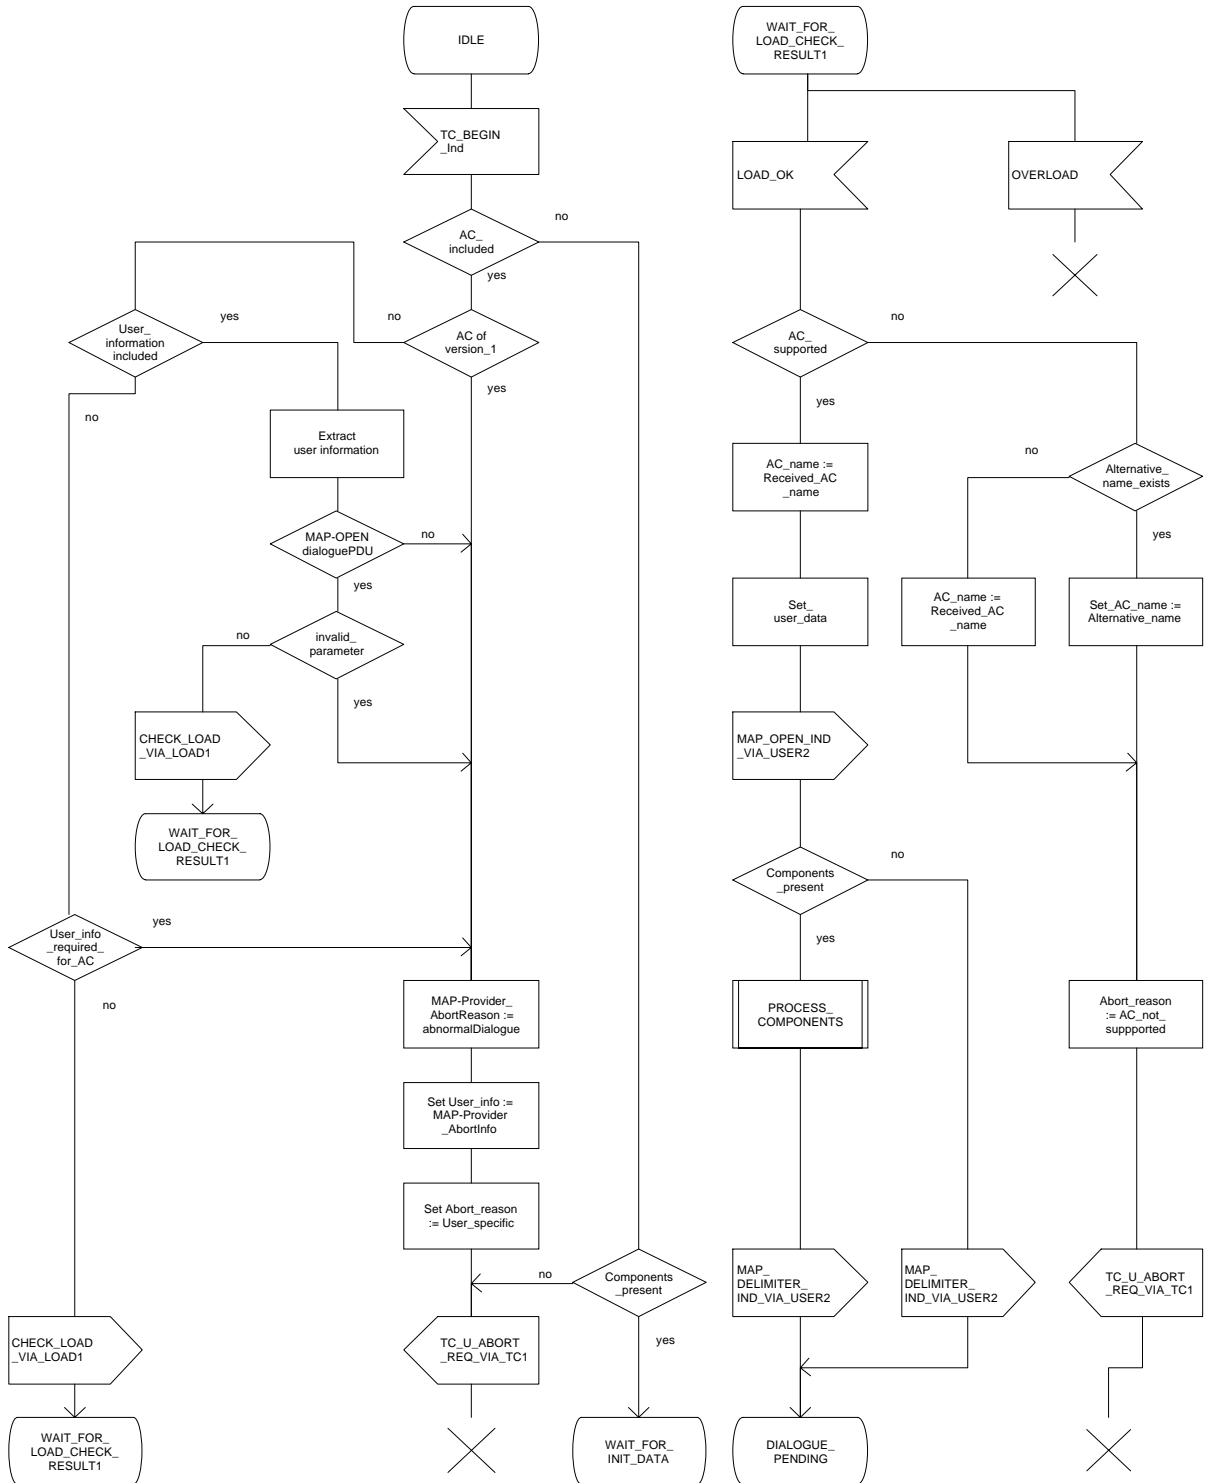 IDLE
TC_BEGIN
_Ind
AC_
included
no
yes
AC of
version_1
no
yes
User_
information
included
yes
no
Extract
user information
MAP-OPEN
dialoguePDU
no
yes
invalid_
parameter
no
yes
CHECK_LOAD
_VIA_LOAD1
WAIT_FOR_
LOAD_CHECK_
RESULT1
User_info
_required_
for_AC
yes
no
MAP-Provider_
AbortReason :=
abnormalDialogue
Set User_info :=
MAP-Provider
_AbortInfo
Set Abort_reason
:= User_specific
no
Components
_present
yes
CHECK_LOAD
_VIA_LOAD1
TC_U_ABORT
_REQ_VIA_TC1
WAIT_FOR_
LOAD_CHECK_
RESULT1
WAIT_FOR_
INIT_DATA
WAIT_FOR_
LOAD_CHECK_
RESULT1
LOAD_OK
OVERLOAD
AC_
supported
no
yes
AC_name :=
Received_AC
_name
no
Alternative_
name_exists
yes
Set_
user_data
AC_name :=
Received_AC
_name
Set_AC_name :=
Alternative_name
MAP_OPEN_IND
_VIA_USER2
Components
_present
no
yes
PROCESS_
COMPONENTS
Abort_reason
:= AC_not_
suppported
MAP_
DELIMITER_
IND_VIA_USER2
MAP_
DELIMITER_
IND_VIA_USER2
TC_U_ABORT
_REQ_VIA_TC1
DIALOGUE_
PENDING